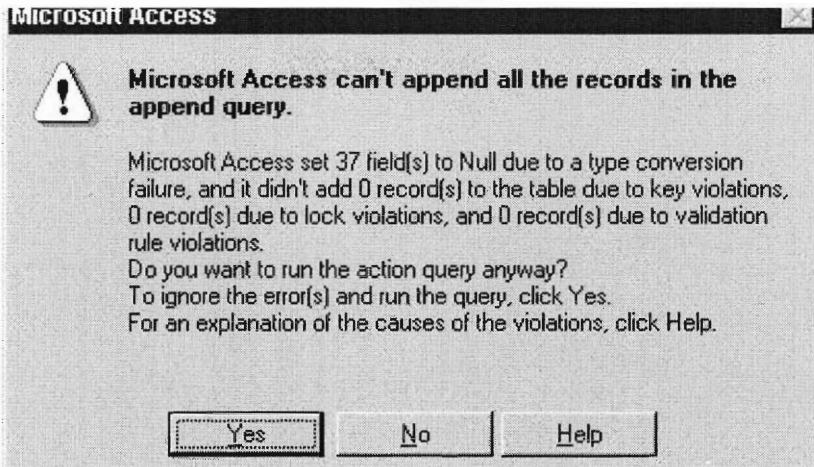 Microsoft Access
Microsoft Access can't append all the records in the
append query.
Microsoft Access set 37 field(s) to Null due to a type conversion
failure, and it didn't add 0 record(s) to the table due to key violations,
0 record(s) due to lock violations, and 0 record(s) due to validation
rule violations.
Do you want to run the action query anyway?
To ignore the error(s) and run the query, click Yes.
For an explanation of the causes of the violations, click Help.
Yes No Help